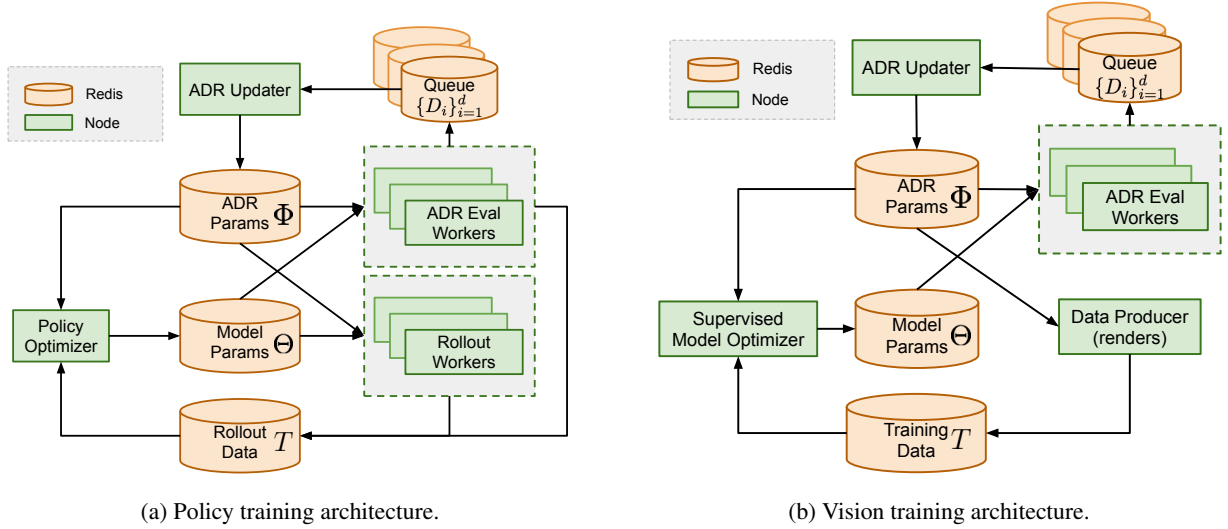 Redis
Node
ADR Updater
Queue
$\{D_i\}_{i=1}^d$
ADR
Params Φ
ADR Eval
Workers
Policy
Optimizer
Model
Params Θ
Rollout
Workers
Rollout
Data T
(a) Policy training architecture.
Redis
Node
ADR Updater
Queue
$\{D_i\}_{i=1}^d$
ADR
Params Φ
ADR Eval
Workers
Supervised
Model Optimizer
Model
Params Θ
Data Producer
(renders)
Training
Data T
(b) Vision training architecture.